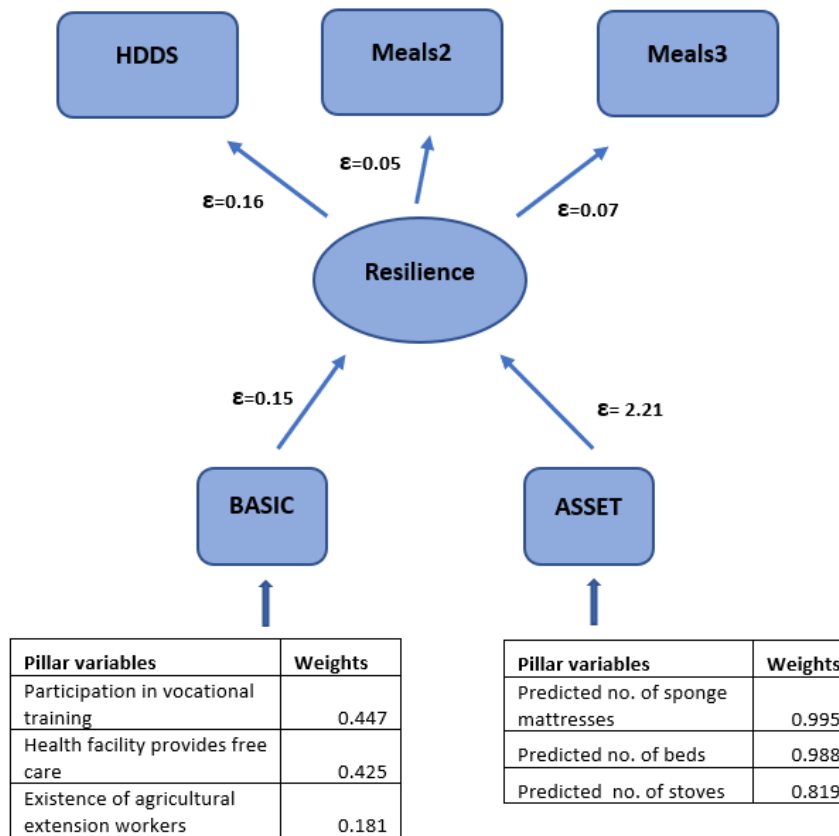 HDDS
Meals2
Meals3
ε=0.05
ε=0.16
ε=0.07
Resilience
ε=0.15
ε= 2.21
BASIC
ASSET
Pillar variables Weights
Participation in vocational
training 0.447
Health facility provides free
care 0.425
Existence of agricultural
extension workers 0.181
Pillar variables Weights
Predicted no. of sponge
mattresses 0.995
Predicted no. of beds 0.988
Predicted no. of stoves 0.819